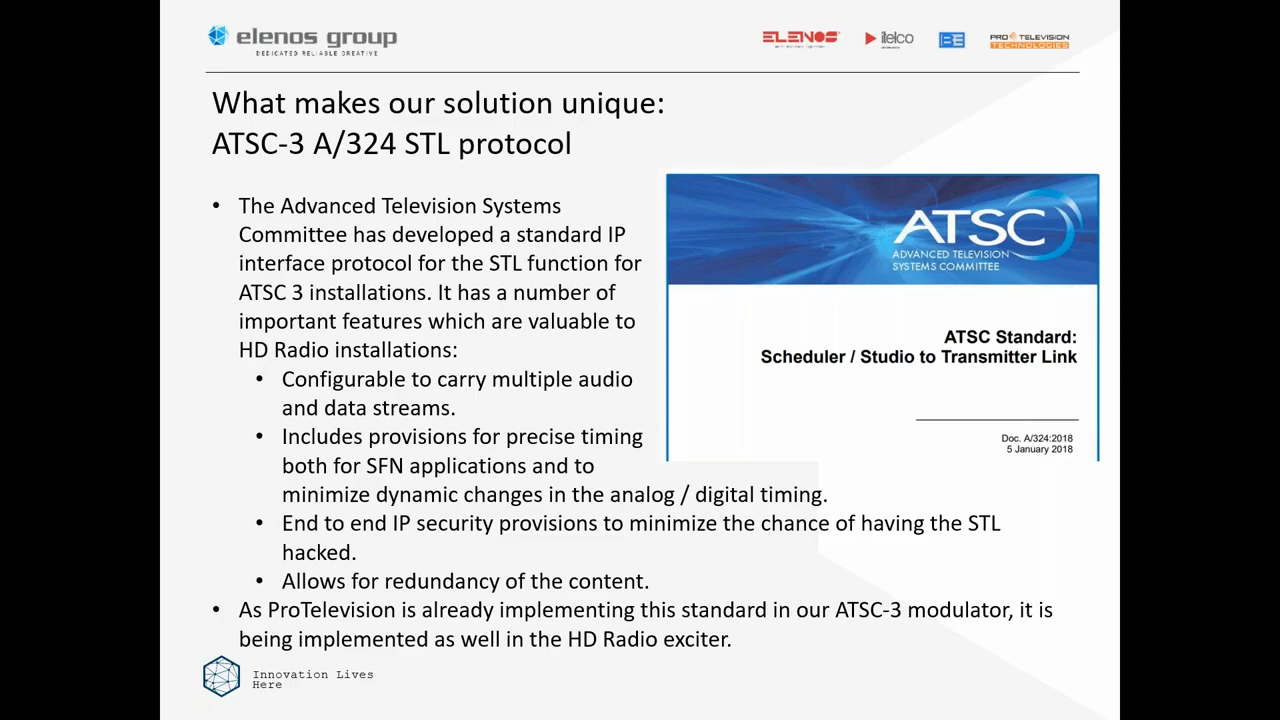 elenos group
DEDICATED RELIABLE CREATIVE
ELENOS
itelco
BE
PRO TELEVISION
TECHNOLOGIES
What makes our solution unique:
ATSC-3 A/324 STL protocol
• The Advanced Television Systems
Committee has developed a standard IP
interface protocol for the STL function for
ATSC 3 installations. It has a number of
important features which are valuable to
HD Radio installations:
• Configurable to carry multiple audio
and data streams.
• Includes provisions for precise timing
both for SFN applications and to
minimize dynamic changes in the analog / digital timing.
• End to end IP security provisions to minimize the chance of having the STL
hacked.
• Allows for redundancy of the content.
• As ProTelevision is already implementing this standard in our ATSC-3 modulator, it is
being implemented as well in the HD Radio exciter.
ATSC
ADVANCED TELEVISION
SYSTEMS COMMITTEE
ATSC Standard:
Scheduler / Studio to Transmitter Link
Doc. A/324:2018
5 January 2018
Innovation Lives
Here